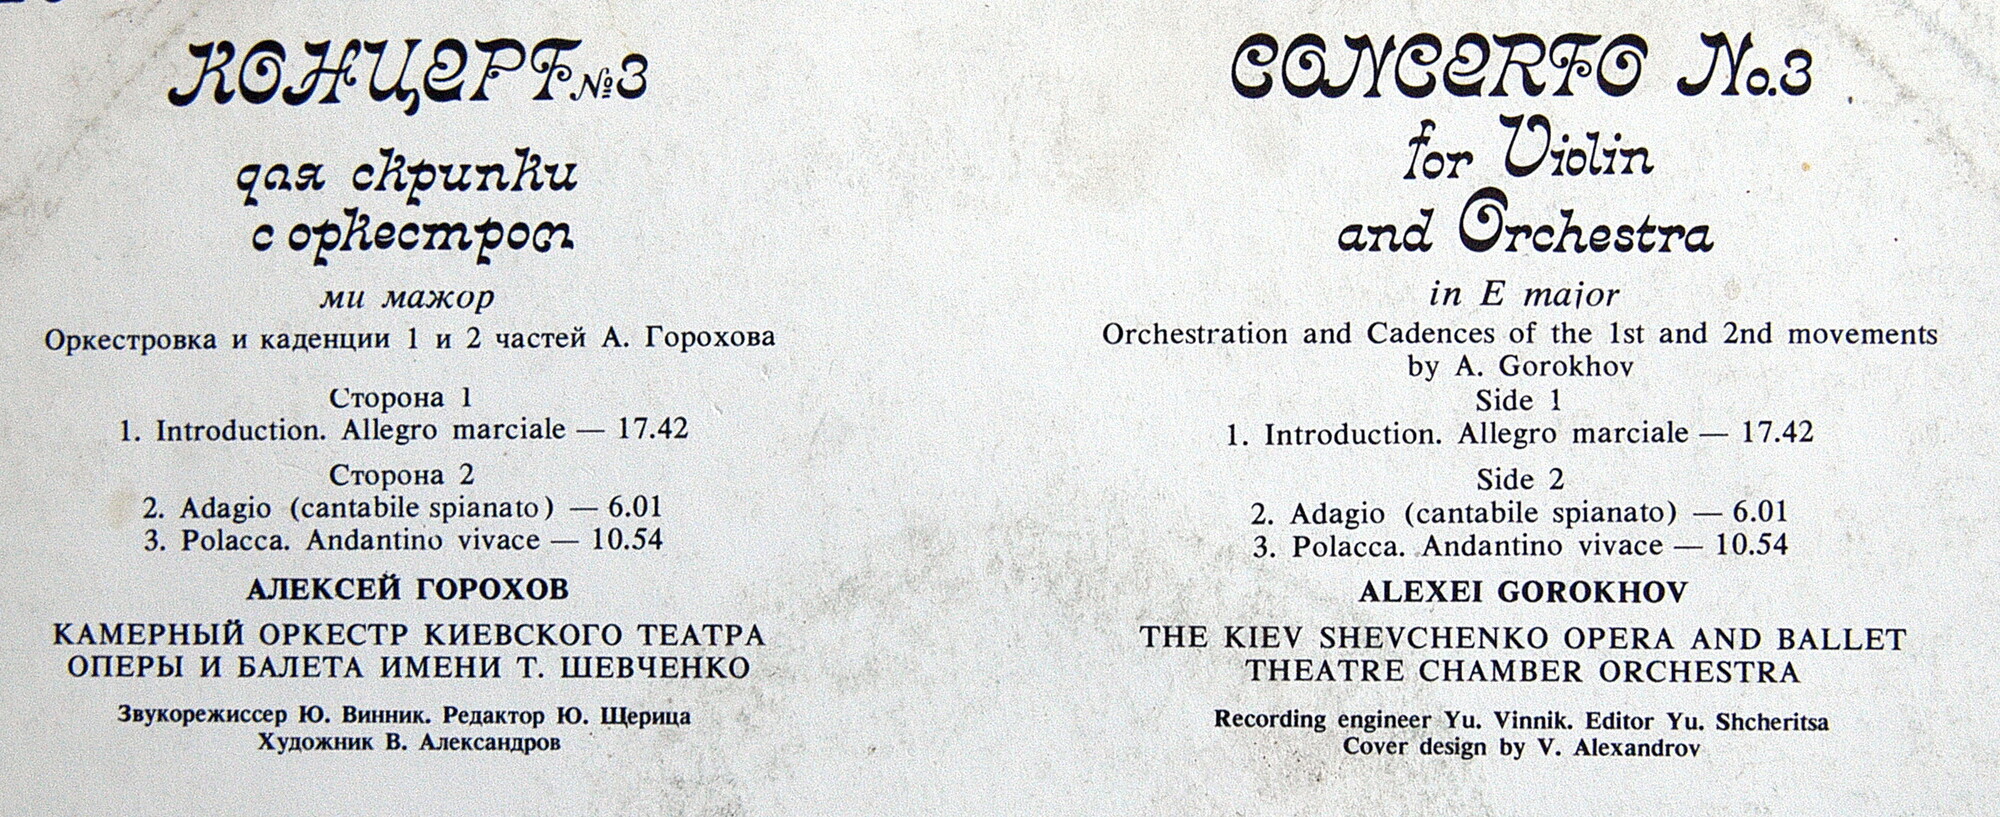 КОНЦЕРТ №3
для скрипки
с оркестром
ми мажор
Оркестровка и каденции 1 и 2 частей А. Горохова
Сторона 1
1. Introduction. Allegro marciale — 17.42
Сторона 2
2. Adagio (cantabile spianato) — 6.01
3. Polacca. Andantino vivace — 10.54
АЛЕКСЕЙ ГОРОХОВ
КАМЕРНЫЙ ОРКЕСТР КИЕВСКОГО ТЕАТРА
ОПЕРЫ И БАЛЕТА ИМЕНИ Т. ШЕВЧЕНКО
Звукорежиссер Ю. Винник. Редактор Ю. Щерица
Художник В. Александров
CONCERTO No.3
for Violin
and Orchestra
in E major
Orchestration and Cadences of the 1st and 2nd movements
by A. Gorokhov
Side 1
1. Introduction. Allegro marciale — 17.42
Side 2
2. Adagio (cantabile spianato) — 6.01
3. Polacca. Andantino vivace — 10.54
ALEXEI GOROKHOV
THE KIEV SHEVCHENKO OPERA AND BALLET
THEATRE CHAMBER ORCHESTRA
Recording engineer Yu. Vinnik. Editor Yu. Shcheritsa
Cover design by V. Alexandrov